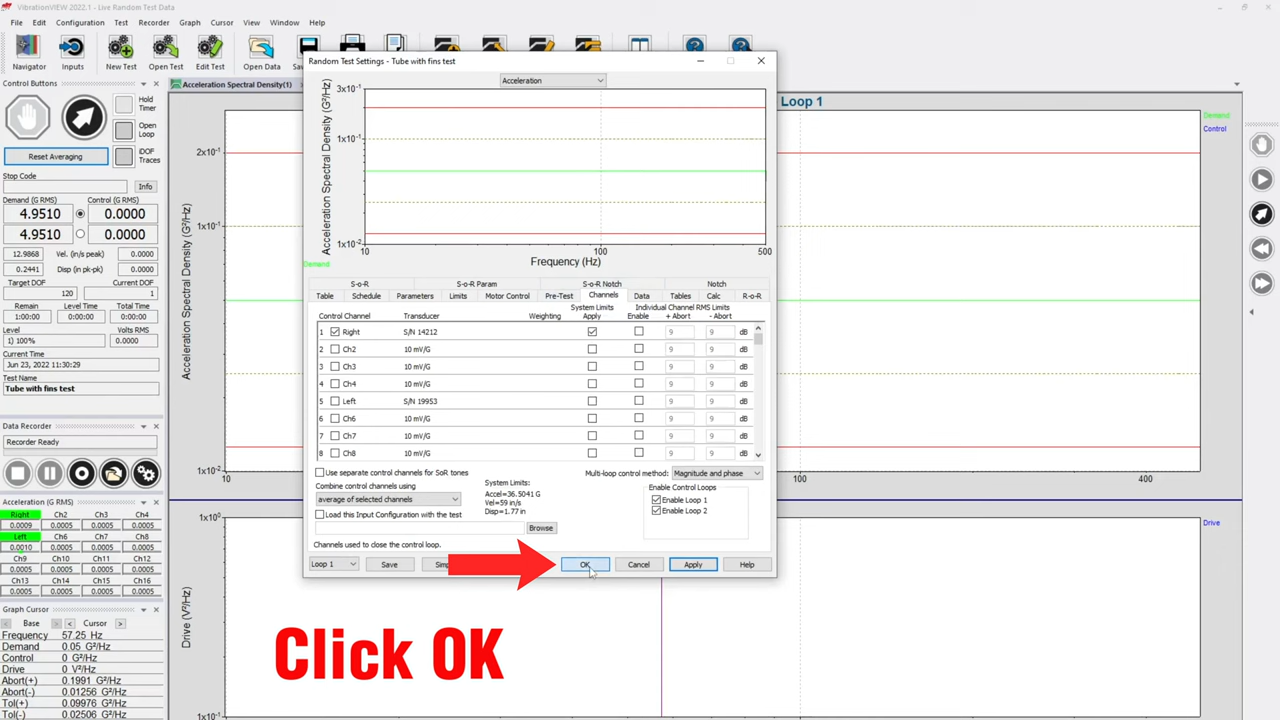 VibrationVIEW 2022.1 - Live Random Test Data
File Edit Configuration Test Recorder Graph Cursor View Window Help
Navigator Inputs New Test Open Test Edit Test Open Data
Control Buttons
Hold Timer
Open Loop
iDOF Traces
Reset Averaging
Stop Code
Info
Demand (G RMS) Control (G RMS)
4.9510 0.0000
4.9510 0.0000
12.9868 Vel. (in/s peak) 0.0000
0.2441 Disp (in pk-pk) 0.0000
Target DOF Current DOF
120 1
Remain Level Time: Total Time:
1:00:00 0:00:00 0:00:00
Level Volts RMS
1) 100% 0.0000
Current Time
Jun 23, 2022 11:30:29
Test Name
Tube with fins test
Data Recorder
Recorder Ready
Acceleration (G RMS)
Right Ch2 Ch3 Ch4
0.0009 0.0005 0.0005 0.0005
Left Ch6 Ch7 Ch8
0.0010 0.0005 0.0005 0.0005
Ch9 Ch10 Ch11 Ch12
0.0005 0.0005 0.0005 0.0005
Ch13 Ch14 Ch15 Ch16
0.0005 0.0005 0.0005 0.0005
Graph Cursor
< Base > < Cursor >
Frequency 57.25 Hz
Demand 0.05 G²/Hz
Control 0 G²/Hz
Drive 0 V²/Hz
Abort(+) 0.1991 G²/Hz
Abort(-) 0.01256 G²/Hz
Tol(+) 0.09976 G²/Hz
Tol(-) 0.02506 G²/Hz
Acceleration Spectral Density(1)
Loop 1
Demand
Control
Acceleration Spectral Density (G²/Hz)
2x10-1
1x10-1
1x10-2
10 100 400
Drive
Drive (V²/Hz)
1x100
1x10-1
10 100 400
Random Test Settings - Tube with fins test
Acceleration
Acceleration Spectral Density (G²/Hz)
3x10-1
1x10-1
1x10-2
10 100 500
Frequency (Hz)
Demand
S-o-R S-o-R Param S-o-R Notch Notch
Table Schedule Parameters Limits Motor Control Pre-Test Channels Data Tables Calc R-o-R
System Limits Individual Channel RMS Limits
Control Channel Transducer Weighting Apply Enable + Abort - Abort
1 Right S/N 14212 9 9 dB
2 Ch2 10 mV/G 9 9 dB
3 Ch3 10 mV/G 9 9 dB
4 Ch4 10 mV/G 9 9 dB
5 Left S/N 19953 9 9 dB
6 Ch6 10 mV/G 9 9 dB
7 Ch7 10 mV/G 9 9 dB
8 Ch8 10 mV/G 9 9 dB
Use separate control channels for SoR tones
Multi-loop control method: Magnitude and phase
Combine control channels using
average of selected channels
System Limits:
Accel=36.5041 G
Vel=59 in/s
Disp=1.77 in
Enable Control Loops
Enable Loop 1
Enable Loop 2
Load this Input Configuration with the test
Browse
Channels used to close the control loop.
Loop 1 Save OK Cancel Apply Help
Click OK